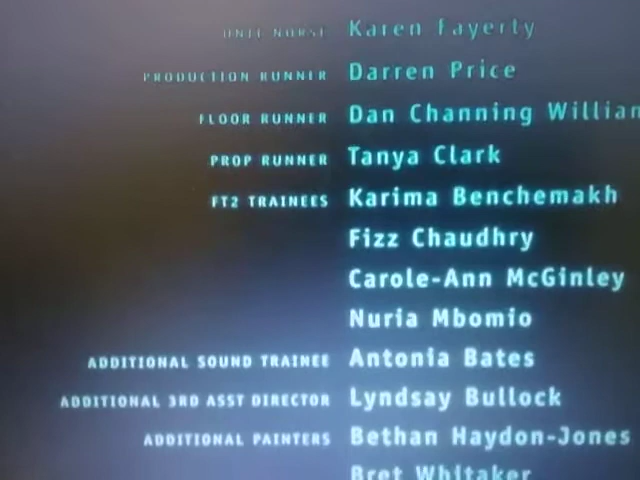 UNIT NURSE Karen Fayerty
PRODUCTION RUNNER Darren Price
FLOOR RUNNER Dan Channing William
PROP RUNNER Tanya Clark
FT2 TRAINEES Karima Benchemakh
Fizz Chaudhry
Carole-Ann McGinley
Nuria Mbomio
ADDITIONAL SOUND TRAINEE Antonia Bates
ADDITIONAL 3RD ASST DIRECTOR Lyndsay Bullock
ADDITIONAL PAINTERS Bethan Haydon-Jones
Bret Whitaker